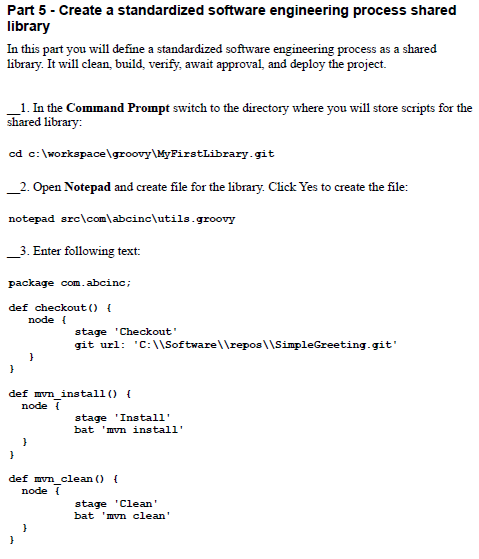 Part 5 - Create a standardized software engineering process shared
library
In this part you will define a standardized software engineering process as a shared
library. It will clean, build, verify, await approval, and deploy the project.
__1. In the Command Prompt switch to the directory where you will store scripts for the
shared library:
cd c:\workspace\groovy\MyFirstLibrary.git
__2. Open Notepad and create file for the library. Click Yes to create the file:
notepad src\com\abcinc\utils.groovy
__3. Enter following text:
package com.abcinc;
def checkout() {
node {
stage 'Checkout'
git url: 'C:\\Software\\repos\\SimpleGreeting.git'
}
}
def mvn_install() {
node {
stage 'Install'
bat 'mvn install'
}
}
def mvn_clean() {
node {
stage 'Clean'
bat 'mvn clean'
}
}